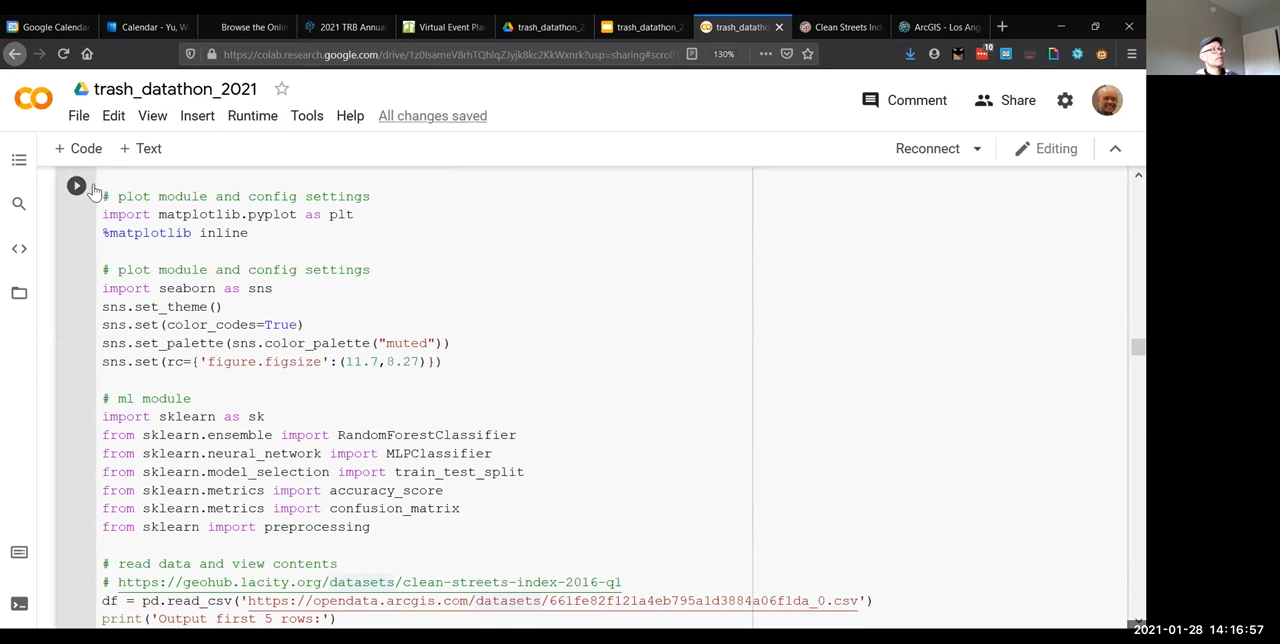 Google Calendar
Calendar - Yu, W
Browse the Onli
2021 TRB Annual
Virtual Event Pla
trash_datathon_2
trash_datathon_2
trash_datath
Clean Streets Ind
ArcGIS - Los Ang
https://colab.research.google.com/drive/1z0IsameV8rhTQhlqZJyjk8kc2KkWxnrk?usp=sharing#scroll
130%
10
CO
trash_datathon_2021
Comment
Share
File Edit View Insert Runtime Tools Help All changes saved
+ Code + Text
Reconnect
Editing
# plot module and config settings
import matplotlib.pyplot as plt
%matplotlib inline
# plot module and config settings
import seaborn as sns
sns.set_theme()
sns.set(color_codes=True)
sns.set_palette(sns.color_palette("muted"))
sns.set(rc={'figure.figsize':(11.7,8.27)})
# ml module
import sklearn as sk
from sklearn.ensemble import RandomForestClassifier
from sklearn.neural_network import MLPClassifier
from sklearn.model_selection import train_test_split
from sklearn.metrics import accuracy_score
from sklearn.metrics import confusion_matrix
from sklearn import preprocessing
# read data and view contents
# https://geohub.lacity.org/datasets/clean-streets-index-2016-q1
df = pd.read_csv('https://opendata.arcgis.com/datasets/661fe82f121a4eb795a1d3884a06f1da_0.csv')
print('Output first 5 rows:')
2021-01-28 14:16:57